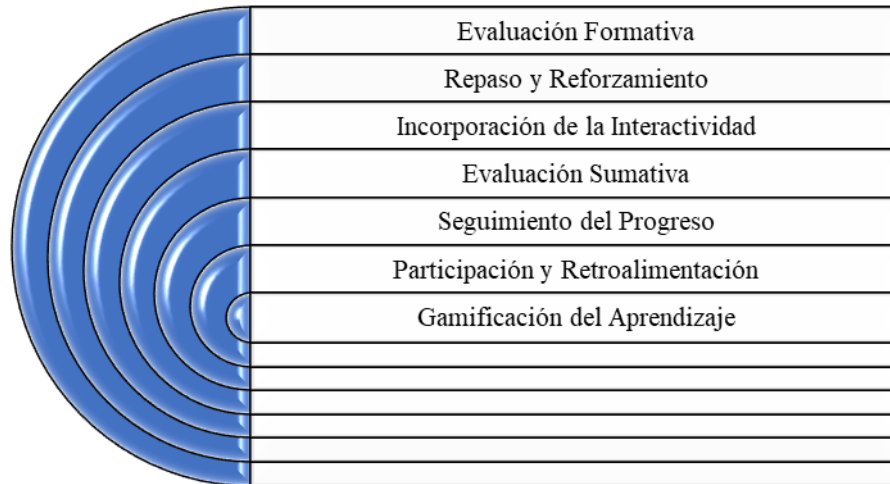 Evaluación Formativa
Repaso y Reforzamiento
Incorporación de la Interactividad
Evaluación Sumativa
Seguimiento del Progreso
Participación y Retroalimentación
Gamificación del Aprendizaje